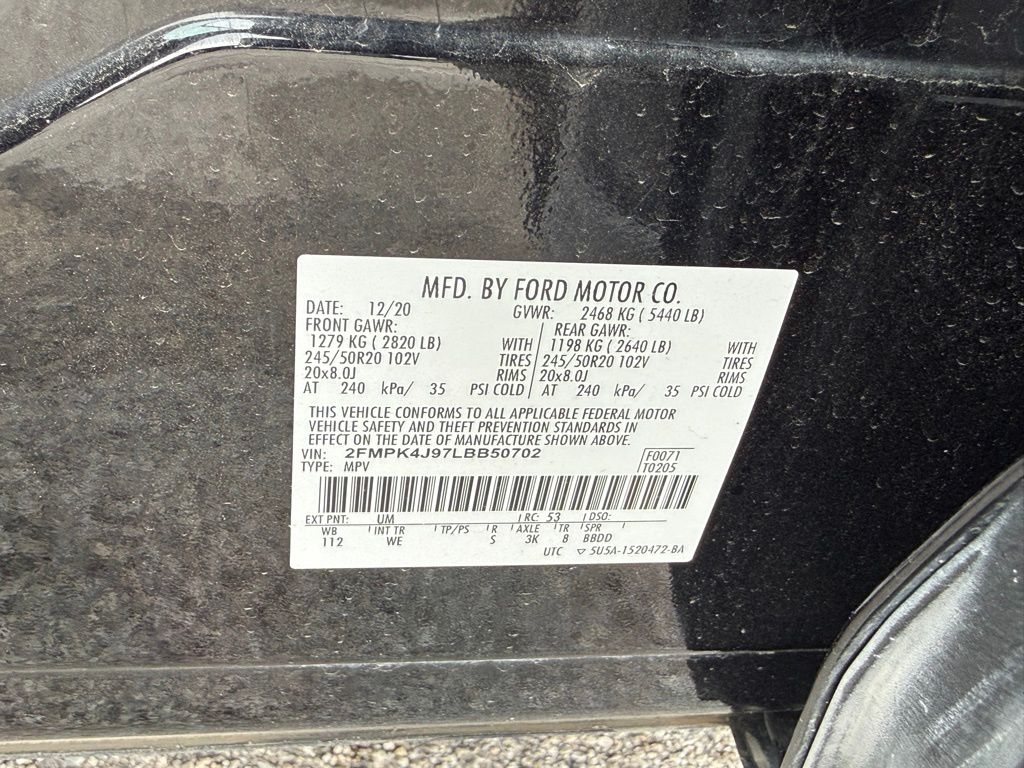 MFD. BY FORD MOTOR CO.
DATE: 12/20 GVWR: 2468 KG ( 5440 LB)
FRONT GAWR: REAR GAWR:
1279 KG ( 2820 LB) WITH 1198 KG ( 2640 LB) WITH
245/50R20 102V TIRES 245/50R20 102V TIRES
20x8.0J RIMS 20x8.0J RIMS
AT 240 kPa/ 35 PSI COLD AT 240 kPa/ 35 PSI COLD
THIS VEHICLE CONFORMS TO ALL APPLICABLE FEDERAL MOTOR
VEHICLE SAFETY AND THEFT PREVENTION STANDARDS IN
EFFECT ON THE DATE OF MANUFACTURE SHOWN ABOVE.
VIN: 2FMPK4J97LBB50702 F0071
TYPE: MPV T0205
EXT PNT: UM RC: 53 DSO:
WB INT TR TP/PS R AXLE TR SPR
112 WE S 3K 8 BBDD
UTC ▽ 5U5A-1520472-BA